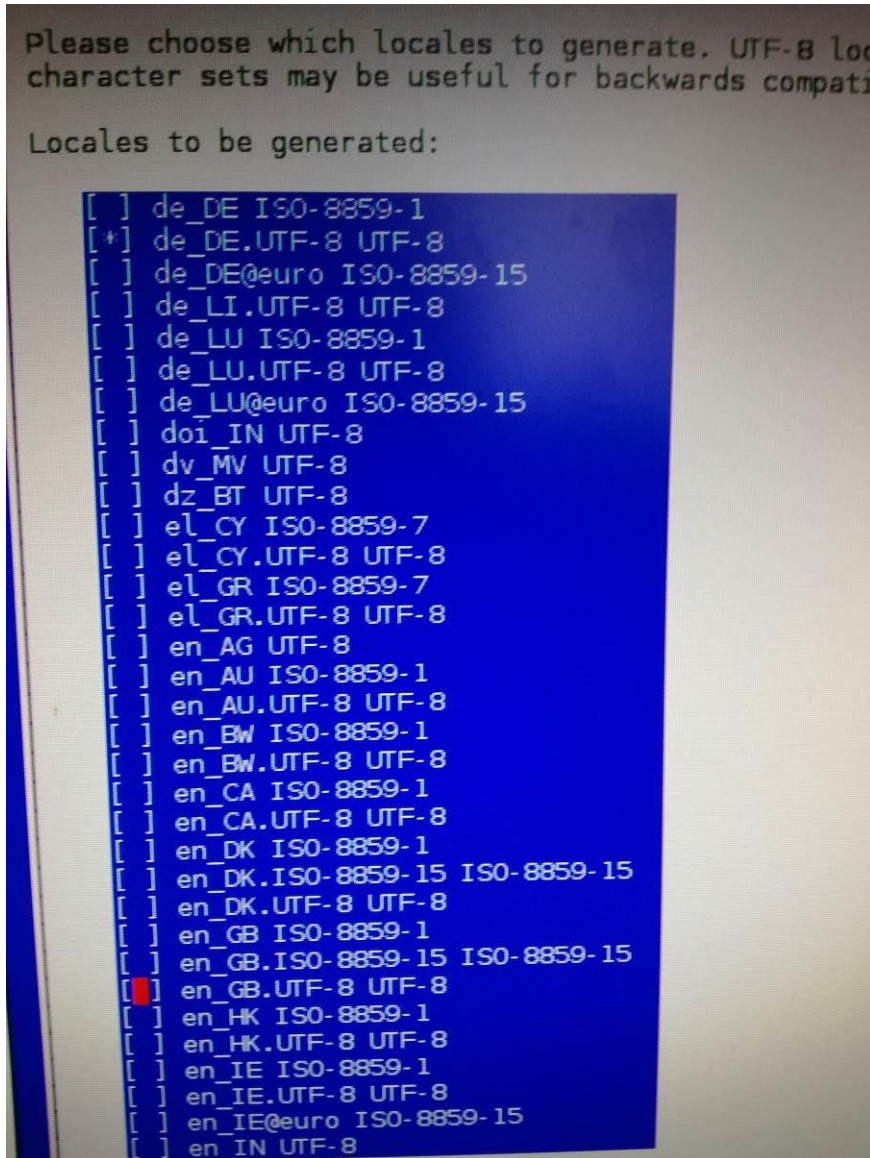 Please choose which locales to generate. UTF-8
character sets may be useful for backwards
Locales to be generated:
[ ] de_DE ISO-8859-1
[*] de_DE.UTF-8 UTF-8
[ ] de_DE@euro ISO-8859-15
[ ] de_LI.UTF-8 UTF-8
[ ] de_LU ISO-8859-1
[ ] de_LU.UTF-8 UTF-8
[ ] de_LU@euro ISO-8859-15
[ ] doi_IN UTF-8
[ ] dv_MV UTF-8
[ ] dz_BT UTF-8
[ ] el_CY ISO-8859-7
[ ] el_CY.UTF-8 UTF-8
[ ] el_GR ISO-8859-7
[ ] el_GR.UTF-8 UTF-8
[ ] en_AG UTF-8
[ ] en_AU ISO-8859-1
[ ] en_AU.UTF-8 UTF-8
[ ] en_BW ISO-8859-1
[ ] en_BW.UTF-8 UTF-8
[ ] en_CA ISO-8859-1
[ ] en_CA.UTF-8 UTF-8
[ ] en_DK ISO-8859-1
[ ] en_DK.ISO-8859-15 ISO-8859-15
[ ] en_DK.UTF-8 UTF-8
[ ] en_GB ISO-8859-1
[ ] en_GB.ISO-8859-15 ISO-8859-15
[ ] en_GB.UTF-8 UTF-8
[ ] en_HK ISO-8859-1
[ ] en_HK.UTF-8 UTF-8
[ ] en_IE ISO-8859-1
[ ] en_IE.UTF-8 UTF-8
[ ] en_IE@euro ISO-8859-15
[ ] en_IN UTF-8